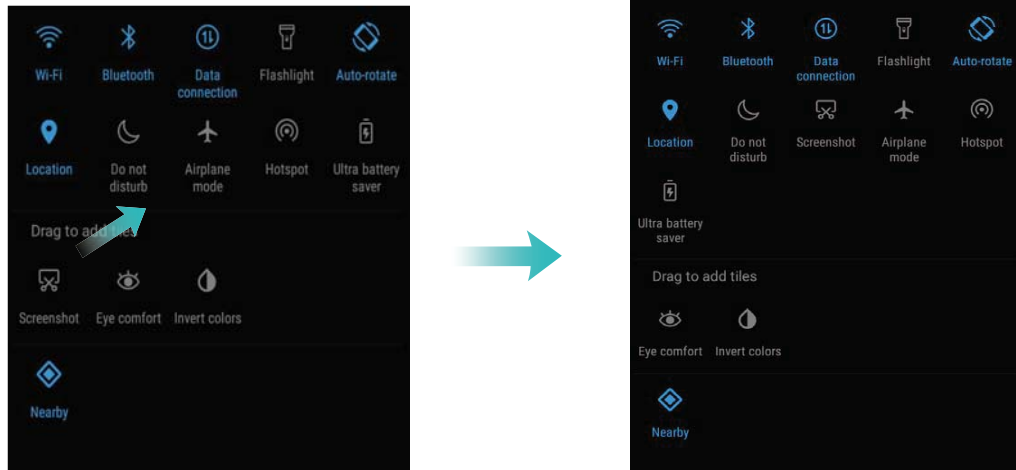 Wi-Fi Bluetooth Data Flashlight Auto-rotate
connection
Location Do not Airplane Hotspot Ultra battery
disturb mode saver
Drag to add tiles
Screenshot Eye comfort Invert colors
Nearby
Wi-Fi Bluetooth Data Flashlight Auto-rotate
connection
Location Do not Screenshot Airplane Hotspot
disturb mode
Ultra battery
saver
Drag to add tiles
Eye comfort Invert colors
Nearby